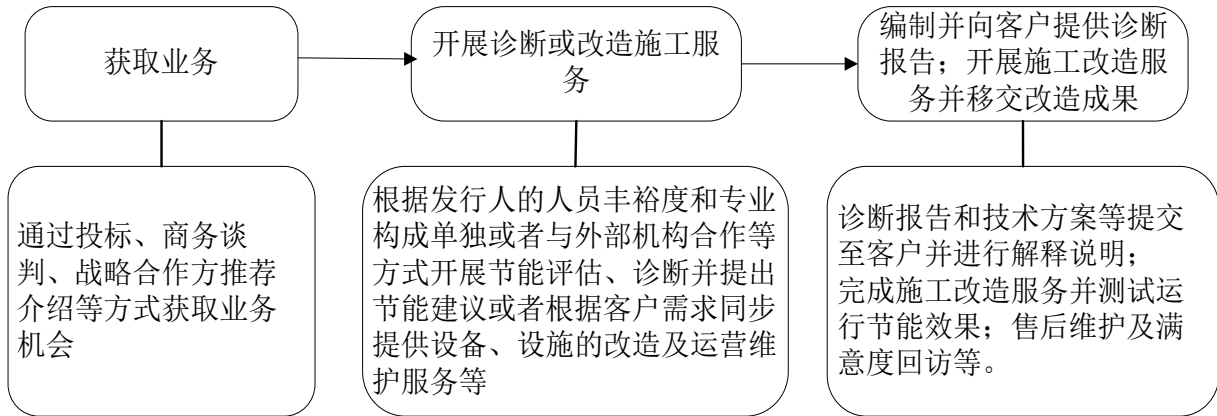 获取业务
开展诊断或改造施工服
务
编制并向客户提供诊断
报告；开展施工改造服
务并移交改造成果
通过投标、商务谈
判、战略合作方推荐
介绍等方式获取业务
机会
根据发行人的人员丰裕度和专业
构成单独或者与外部机构合作等
方式开展节能评估、诊断并提出
节能建议或者根据客户需求同步
提供设备、设施的改造及运营维
护服务等
诊断报告和技术方案等提交
至客户并进行解释说明；
完成施工改造服务并测试运
行节能效果；售后维护及满
意度回访等。